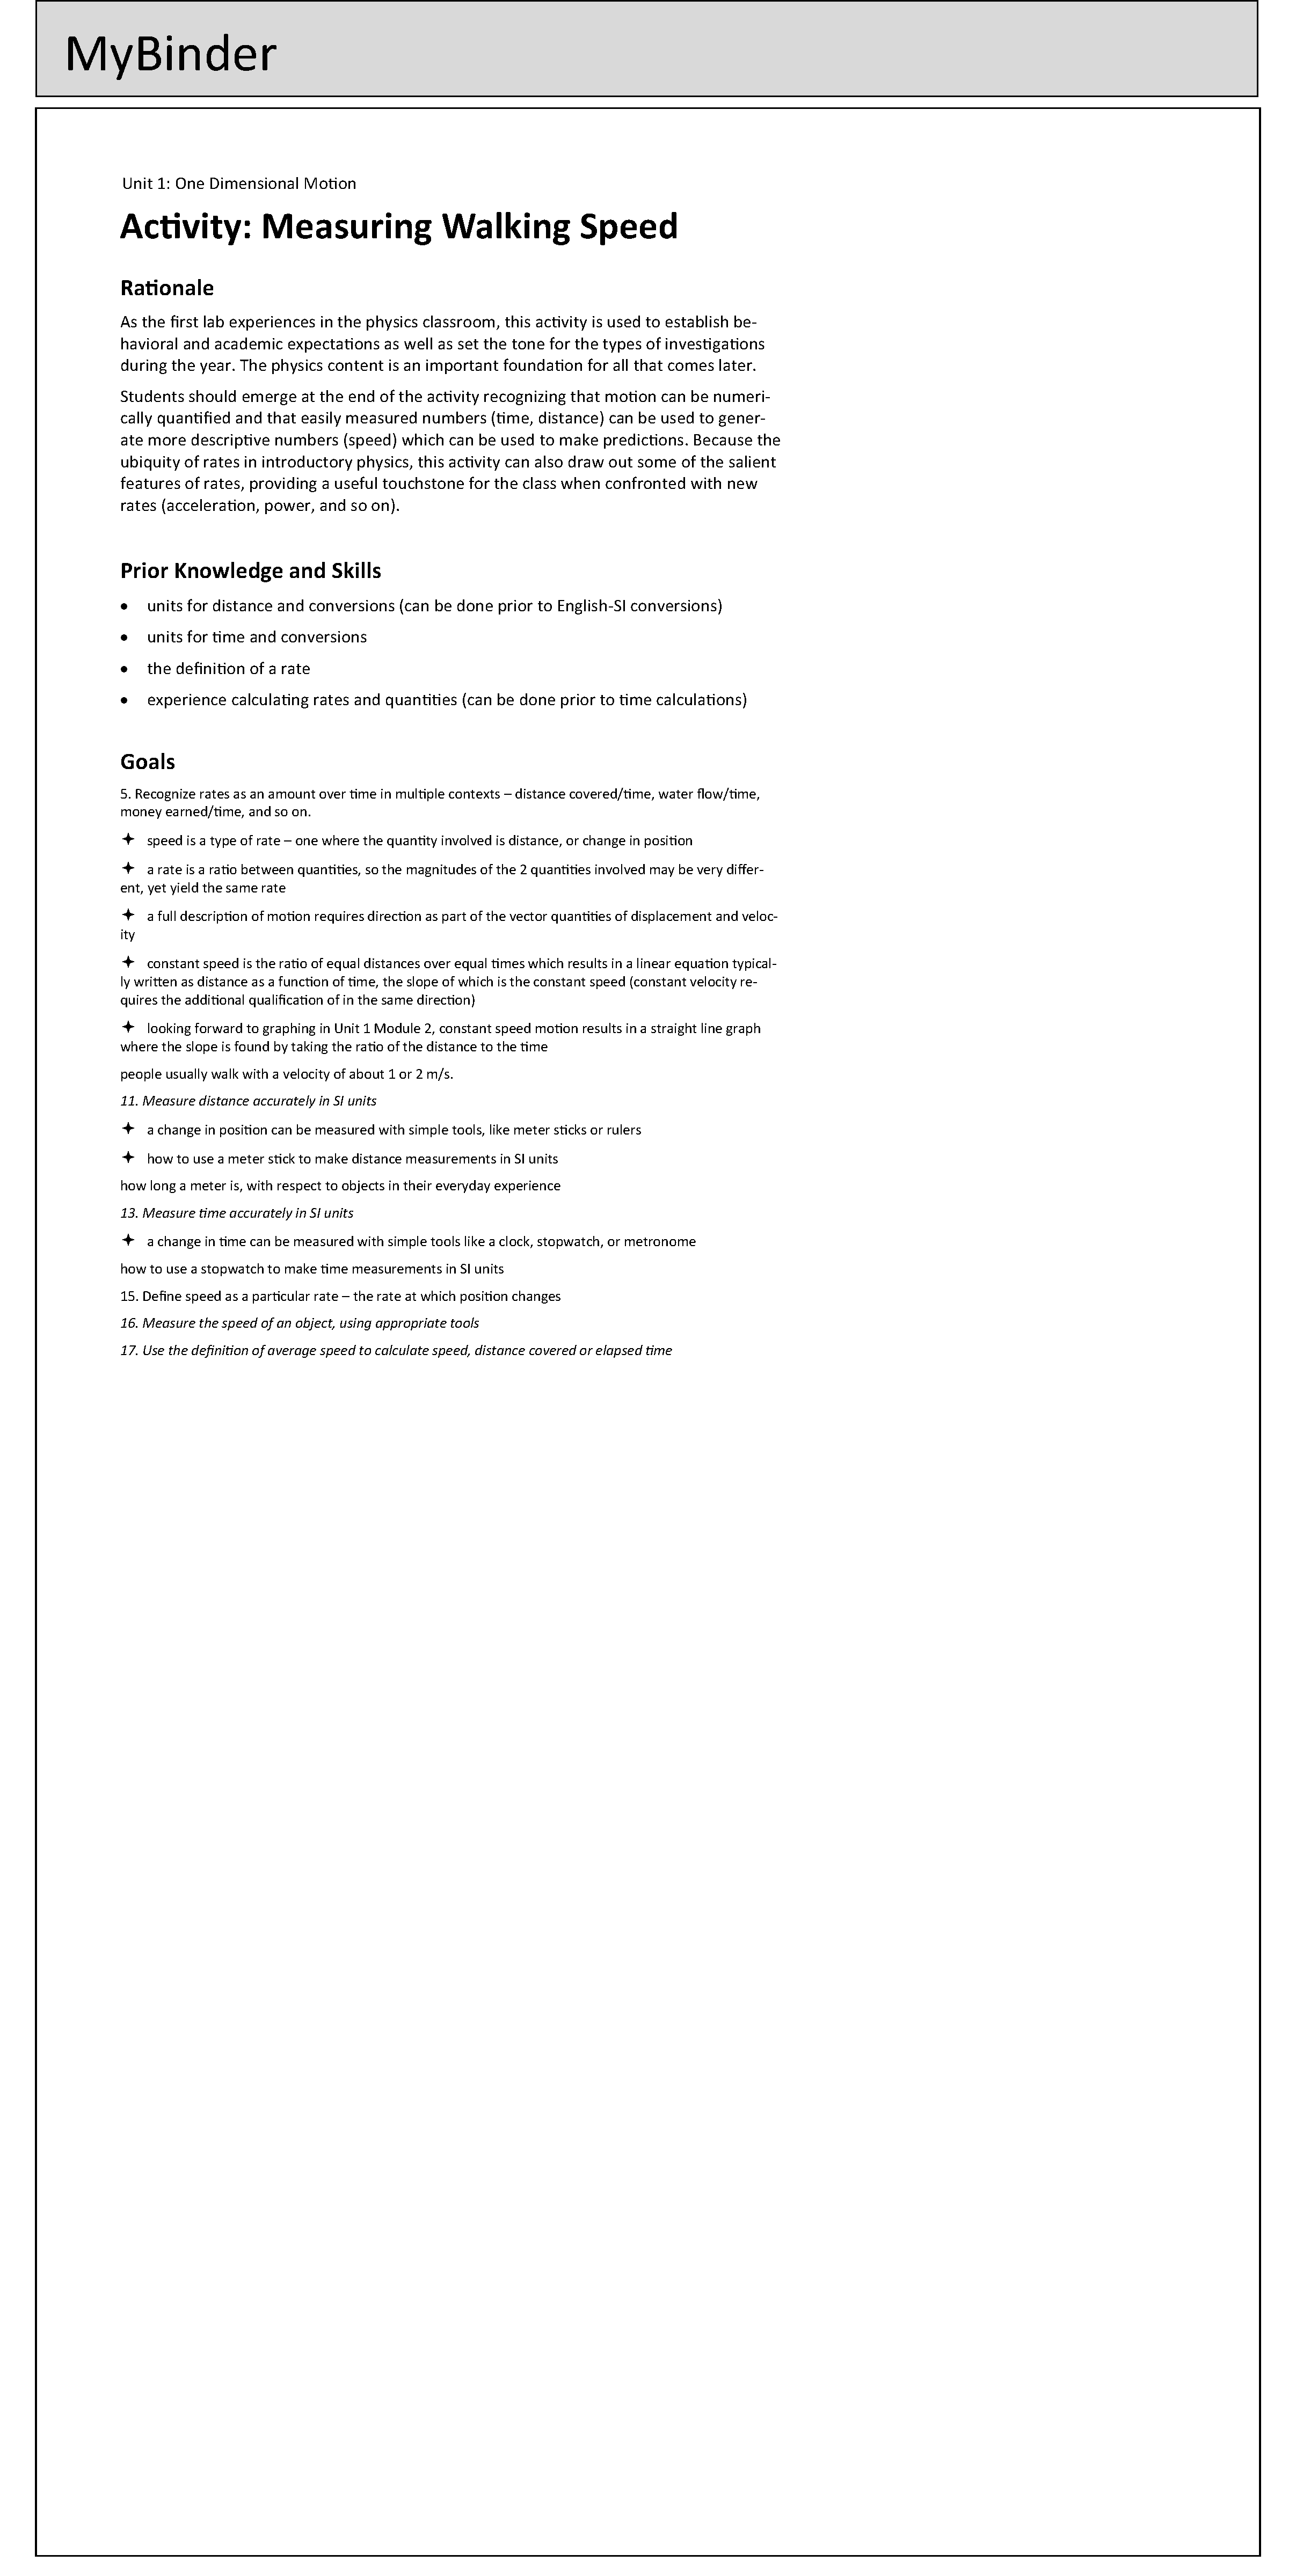 MyBinder
Unit 1: One Dimensional Motion
Activity: Measuring Walking Speed
Rationale
As the first lab experiences in the physics classroom, this activity is used to establish be-
havioral and academic expectations as well as set the tone for the types of investigations
during the year. The physics content is an important foundation for all that comes later.
Students should emerge at the end of the activity recognizing that motion can be numeri-
cally quantified and that easily measured numbers (time, distance) can be used to gener-
ate more descriptive numbers (speed) which can be used to make predictions. Because the
ubiquity of rates in introductory physics, this activity can also draw out some of the salient
features of rates, providing a useful touchstone for the class when confronted with new
rates (acceleration, power, and so on).
Prior Knowledge and Skills
• units for distance and conversions (can be done prior to English-SI conversions)
• units for time and conversions
• the definition of a rate
• experience calculating rates and quantities (can be done prior to time calculations)
Goals
5. Recognize rates as an amount over time in multiple contexts – distance covered/time, water flow/time,
money earned/time, and so on.
✦ speed is a type of rate – one where the quantity involved is distance, or change in position
✦ a rate is a ratio between quantities, so the magnitudes of the 2 quantities involved may be very differ-
ent, yet yield the same rate
✦ a full description of motion requires direction as part of the vector quantities of displacement and veloc-
ity
✦ constant speed is the ratio of equal distances over equal times which results in a linear equation typical-
ly written as distance as a function of time, the slope of which is the constant speed (constant velocity re-
quires the additional qualification of in the same direction)
✦ looking forward to graphing in Unit 1 Module 2, constant speed motion results in a straight line graph
where the slope is found by taking the ratio of the distance to the time
people usually walk with a velocity of about 1 or 2 m/s.
11. Measure distance accurately in SI units
✦ a change in position can be measured with simple tools, like meter sticks or rulers
✦ how to use a meter stick to make distance measurements in SI units
how long a meter is, with respect to objects in their everyday experience
13. Measure time accurately in SI units
✦ a change in time can be measured with simple tools like a clock, stopwatch, or metronome
how to use a stopwatch to make time measurements in SI units
15. Define speed as a particular rate – the rate at which position changes
16. Measure the speed of an object, using appropriate tools
17. Use the definition of average speed to calculate speed, distance covered or elapsed time